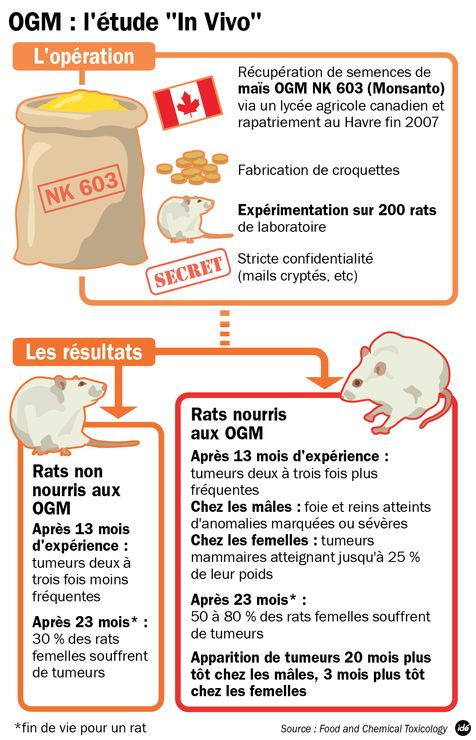 OGM : l'étude "In Vivo"
L'opération
NK 603
Récupération de semences de
maïs OGM NK 603 (Monsanto)
via un lycée agricole canadien et
rapatriement au Havre fin 2007
Fabrication de croquettes
Expérimentation sur 200 rats
de laboratoire
SECRET
Stricte confidentialité
(mails cryptés, etc)
Les résultats
Rats non
nourris aux
OGM
Après 13 mois
d'expérience :
tumeurs deux à
trois fois moins
fréquentes
Après 23 mois* :
30 % des rats
femelles souffrent
de tumeurs
Rats nourris
aux OGM
Après 13 mois d'expérience :
tumeurs deux à trois fois plus
fréquentes
Chez les mâles : foie et reins atteints
d'anomalies marquées ou sévères
Chez les femelles : tumeurs
mammaires atteignant jusqu'à 25 %
de leur poids
Après 23 mois* :
50 à 80 % des rats femelles souffrent
de tumeurs
Apparition de tumeurs 20 mois plus
tôt chez les mâles, 3 mois plus tôt
chez les femelles
*fin de vie pour un rat
Source : Food and Chemical Toxicology
idé